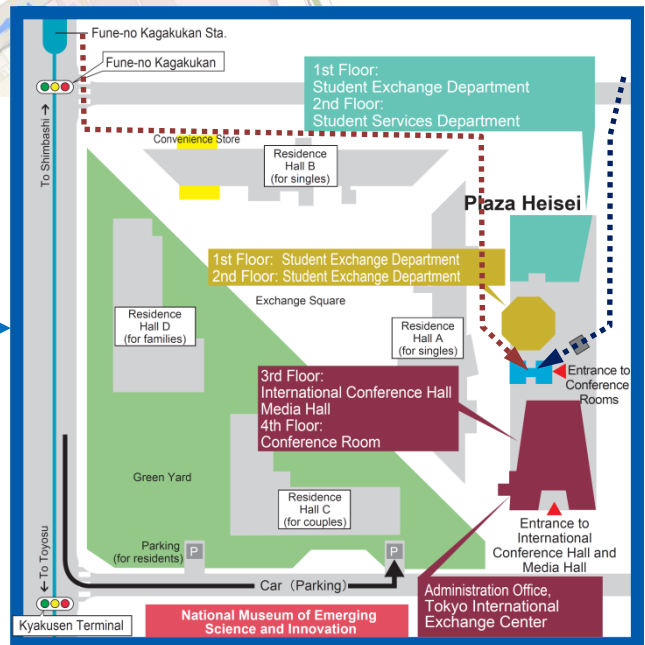 Fune-no Kagakukan Sta.
Fune-no Kagakukan
To Shimbashi →
1st Floor:
Student Exchange Department
2nd Floor:
Student Services Department
Convenience Store
Residence
Hall B
(for singles)
Plaza Heisei
1st Floor: Student Exchange Department
2nd Floor: Student Exchange Department
Exchange Square
Residence
Hall D
(for families)
Residence
Hall A
(for singles)
Entrance to
Conference
Rooms
3rd Floor:
International Conference Hall
Media Hall
4th Floor:
Conference Room
Green Yard
Residence
Hall C
(for couples)
Entrance to
International
Conference Hall and
Media Hall
Parking
(for residents)
P
P
←To Toyosu
Car (Parking)
Administration Office,
Tokyo International
Exchange Center
National Museum of Emerging
Science and Innovation
Kyakusen Terminal